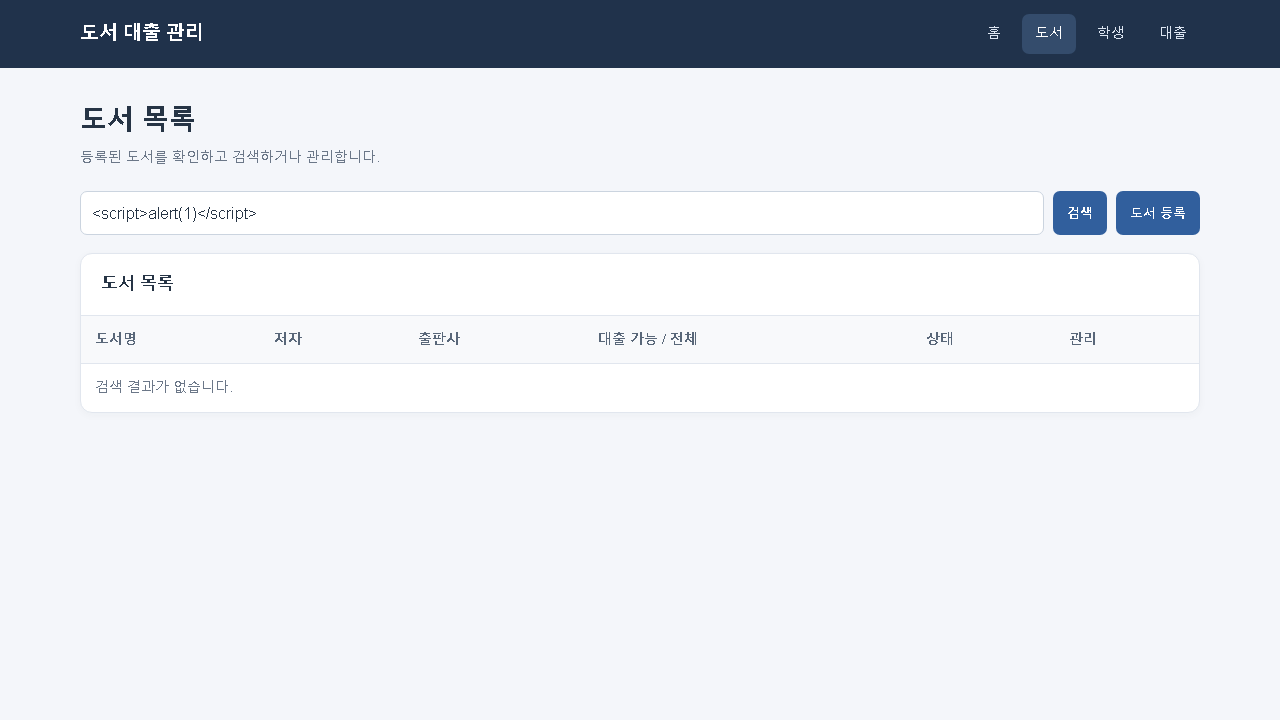 도서 대출 관리
홈 도서 학생 대출
도서 목록
등록된 도서를 확인하고 검색하거나 관리합니다.
<script>alert(1)</script> 검색 도서 등록
도서 목록
도서명 저자 출판사 대출 가능 / 전체 상태 관리
검색 결과가 없습니다.